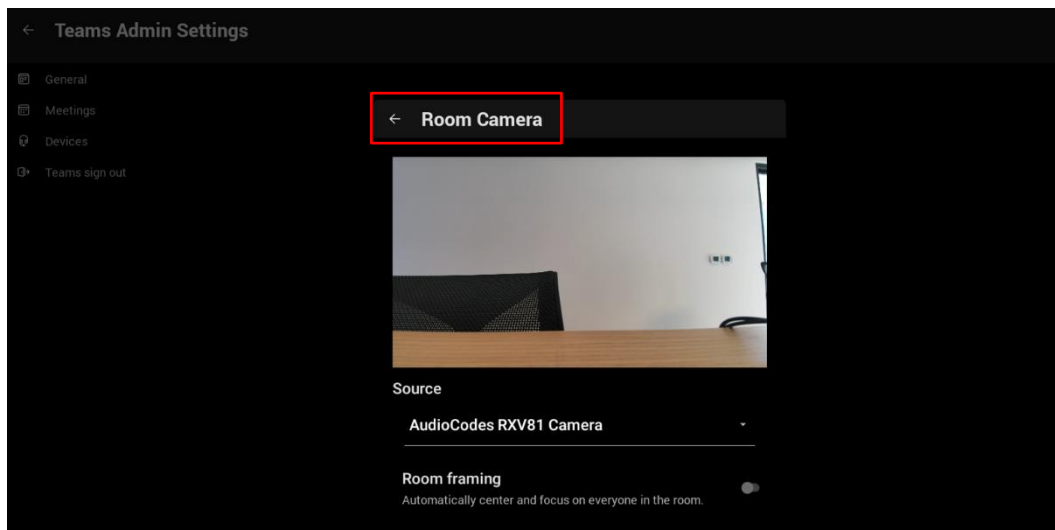 Teams Admin Settings
General
Meetings
Devices
Teams sign out
Room Camera
Source
AudioCodes RXV81 Camera
Room framing
Automatically center and focus on everyone in the room.